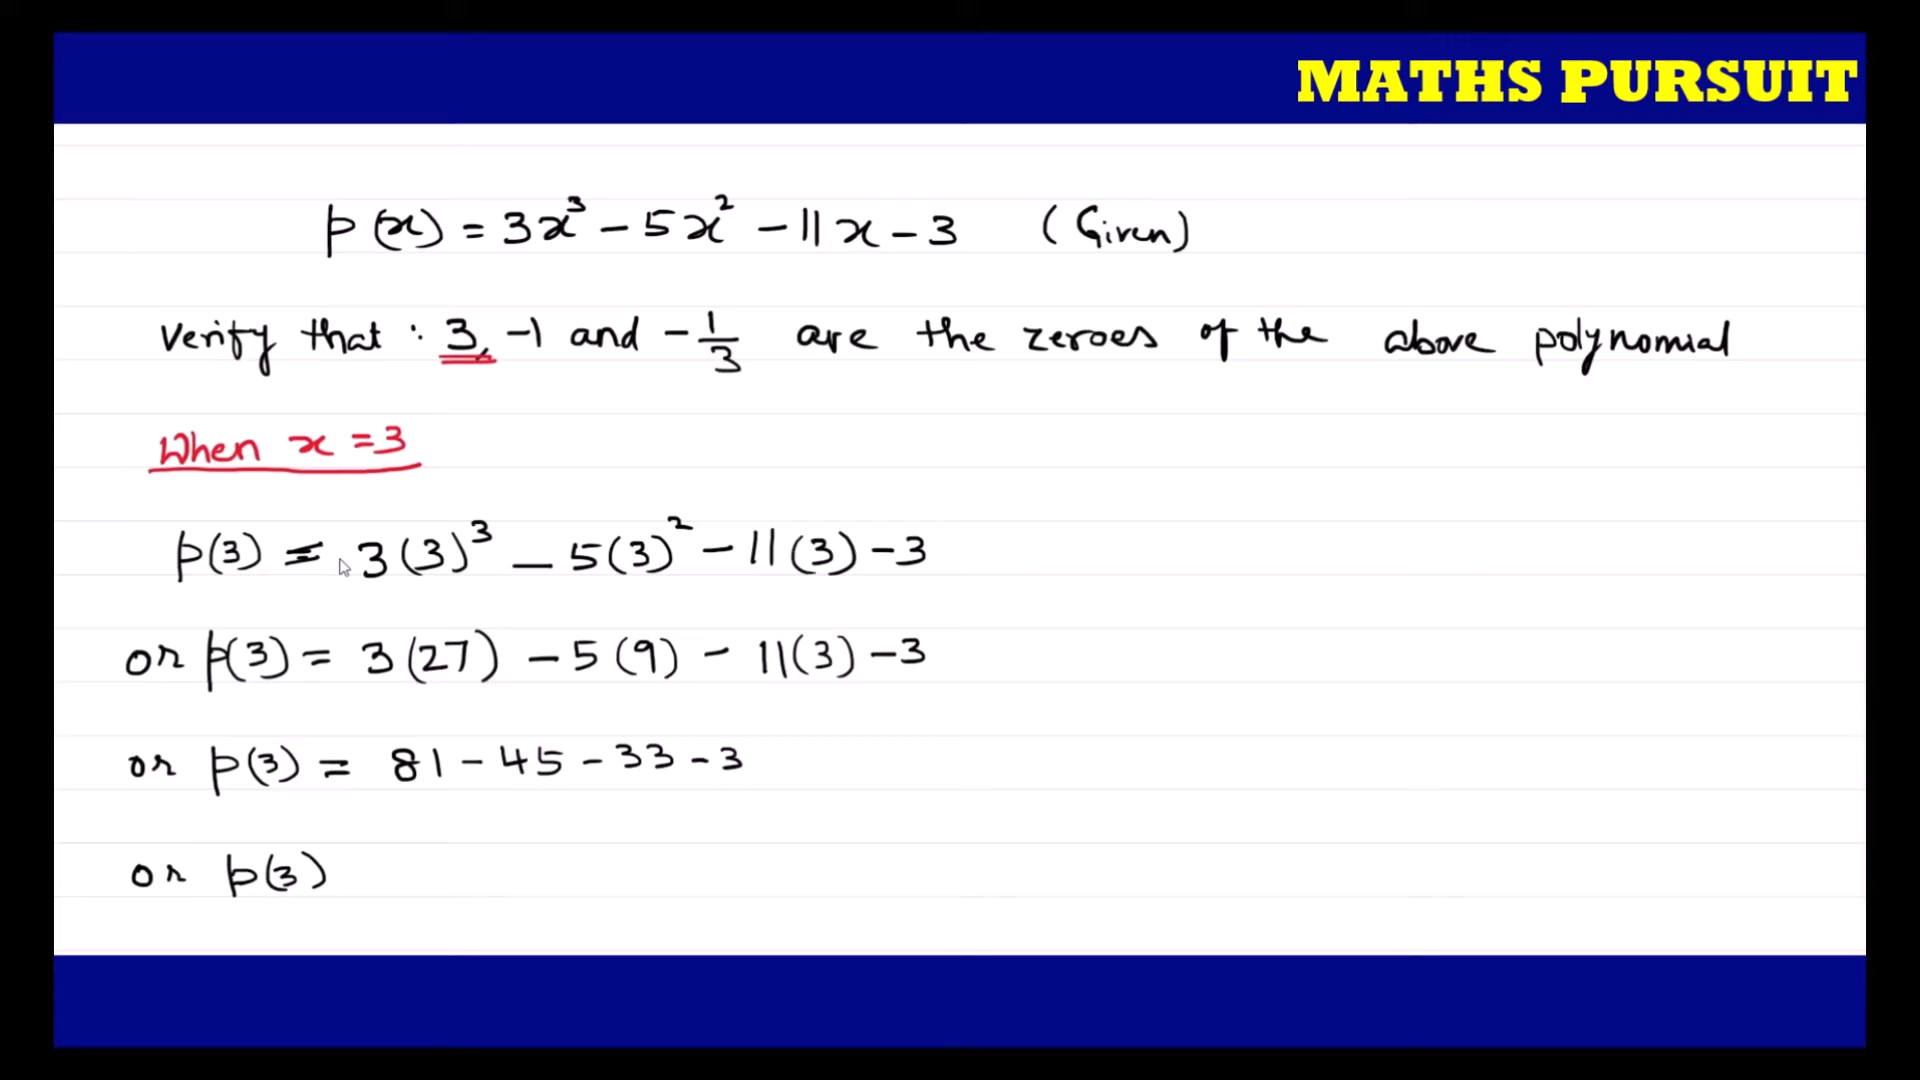 MATHS PURSUIT
p(x) = 3x³ - 5x² - 11x - 3 (Given)
Verify that : 3, -1 and -1/3 are the zeroes of the above polynomial
When x = 3
p(3) = 3(3)³ - 5(3)² - 11(3) - 3
or p(3) = 3(27) - 5(9) - 11(3) - 3
or p(3) = 81 - 45 - 33 - 3
or p(3)